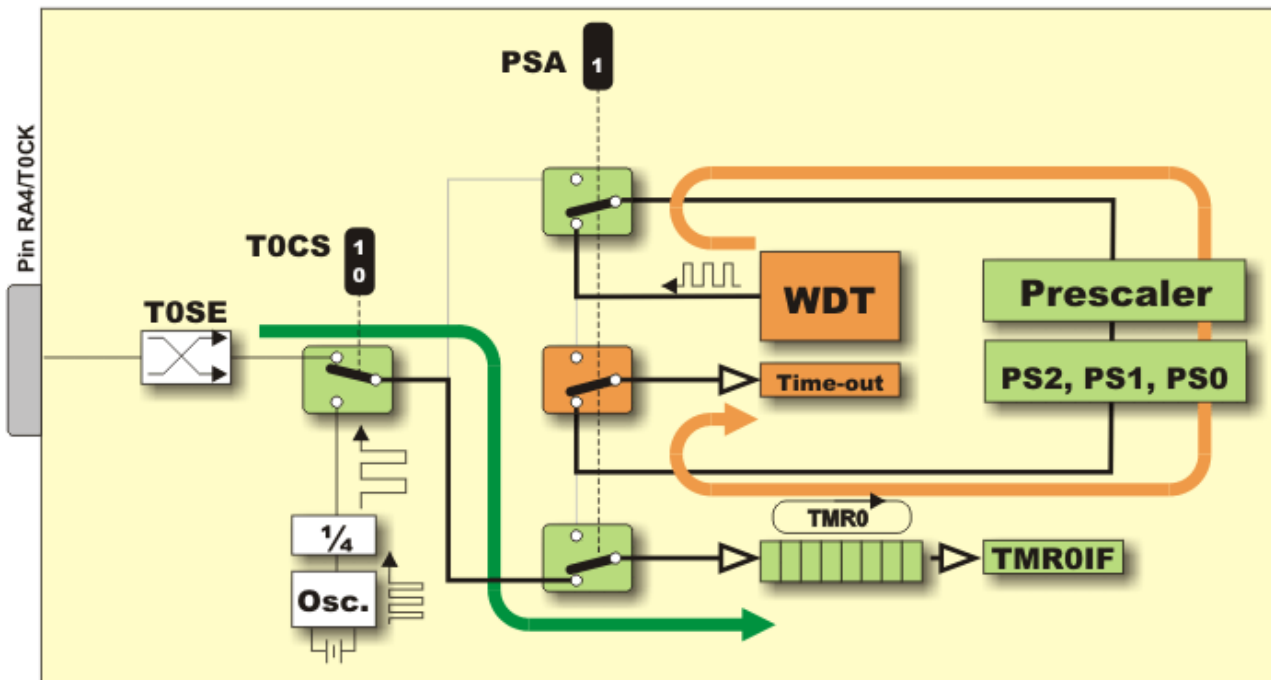 PSA
1
Pin RA4/T0CK
T0CS
1
0
T0SE
WDT
Prescaler
PS2, PS1, PS0
Time-out
TMR0
¼
TMR0IF
Osc.